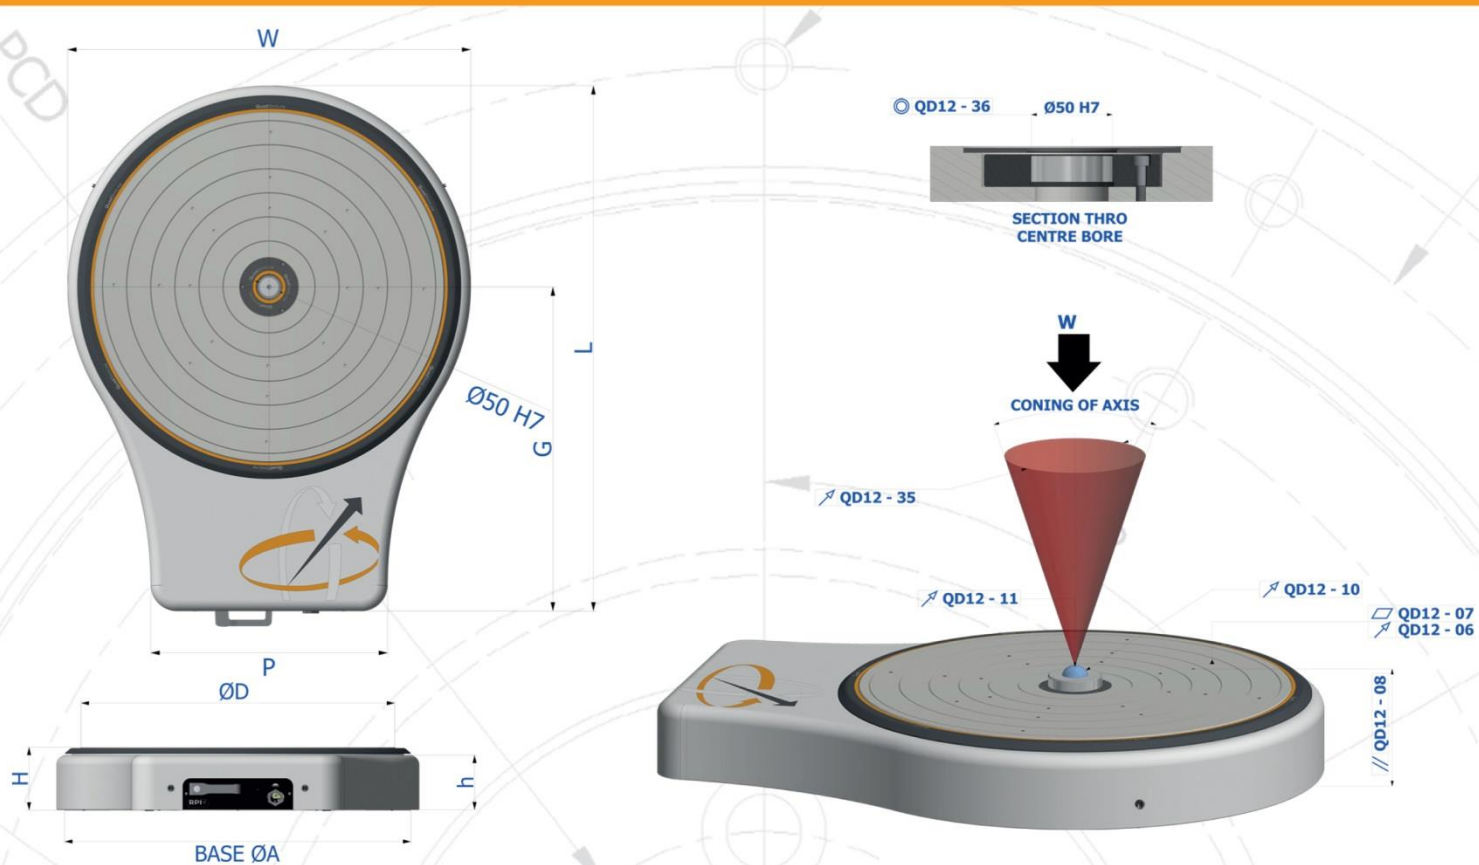 PCD
W
L
G
Ø50 H7
P
ØD
H
h
RPI
BASE ØA
◎ QD12 - 36
Ø50 H7
SECTION THRO
CENTRE BORE
W
CONING OF AXIS
QD12 - 35
QD12 - 11
QD12 - 10
▱ QD12 - 07
QD12 - 06
// QD12 - 08